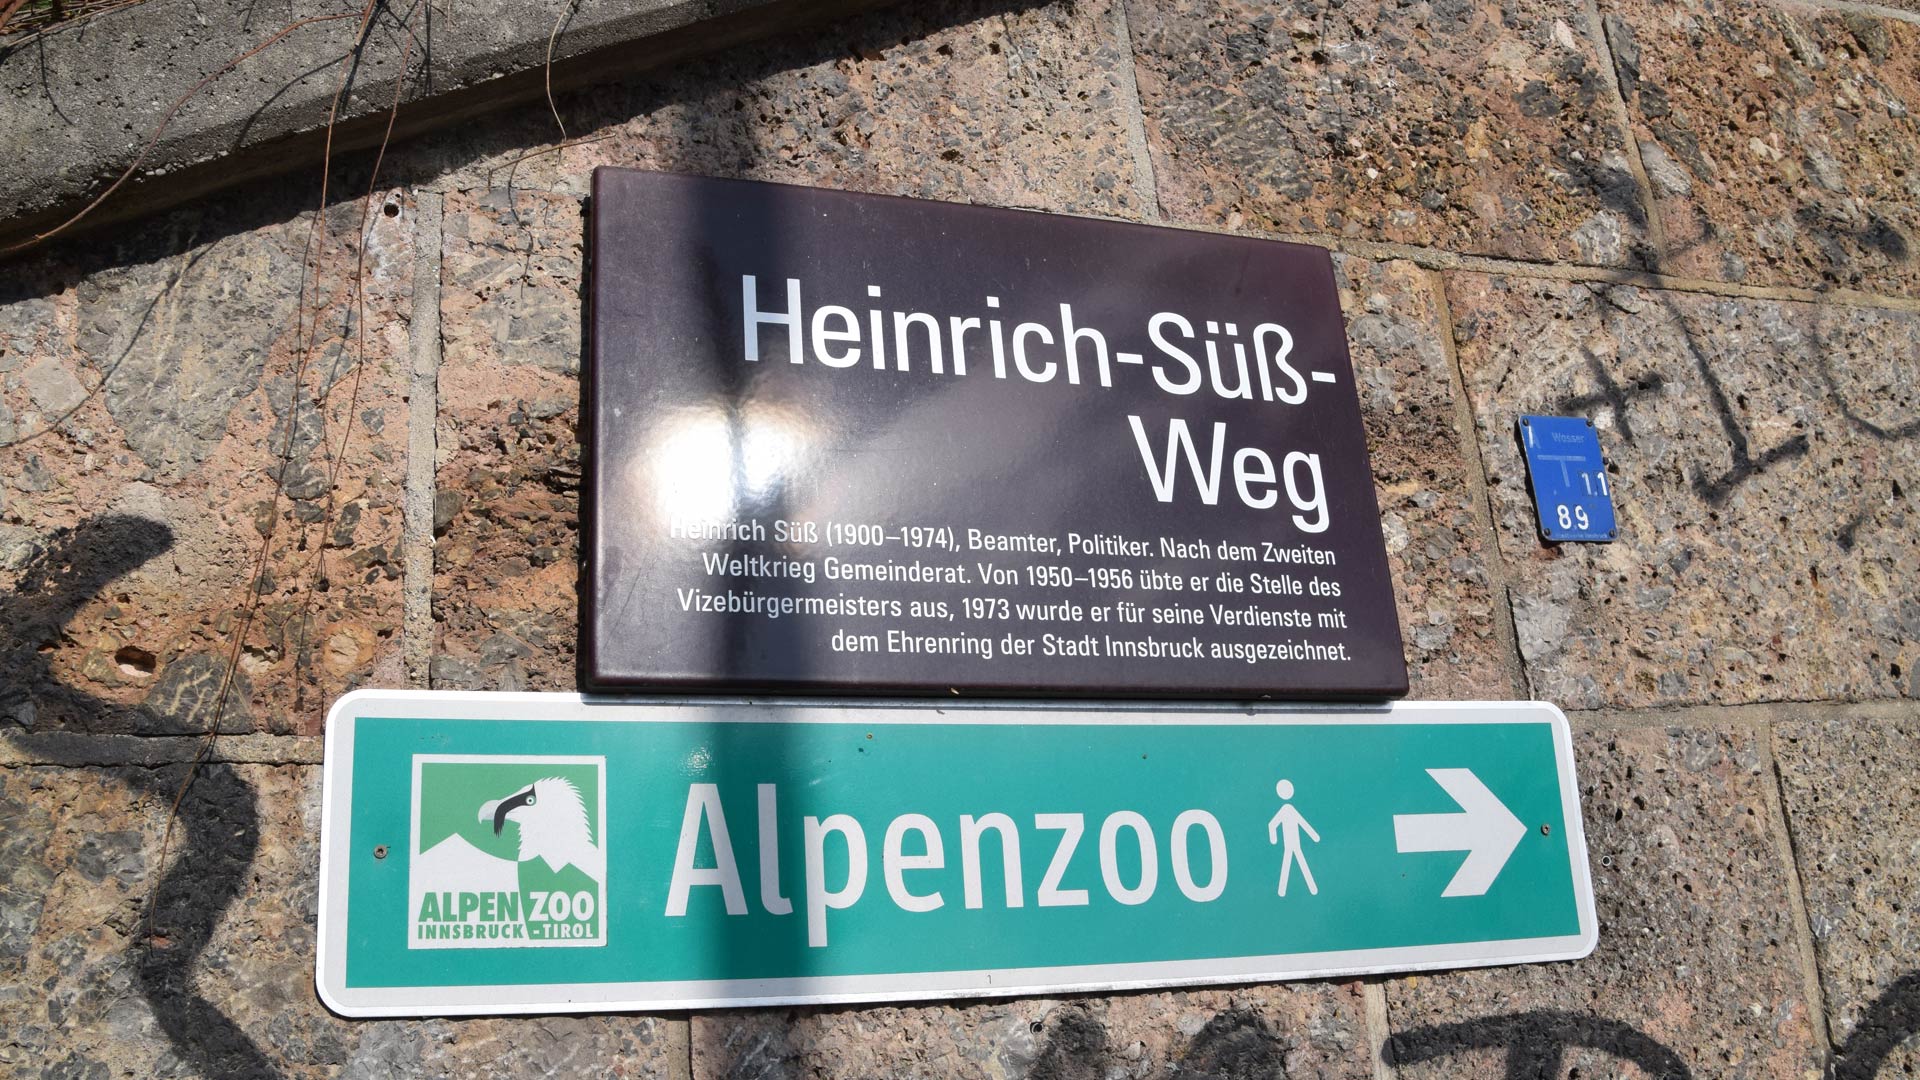 Heinrich-Süß-
Weg
Heinrich Süß (1900–1974), Beamter, Politiker. Nach dem Zweiten
Weltkrieg Gemeinderat. Von 1950–1956 übte er die Stelle des
Vizebürgermeisters aus, 1973 wurde er für seine Verdienste mit
dem Ehrenring der Stadt Innsbruck ausgezeichnet.
Wasser
1,1
8,9
ALPEN ZOO
INNSBRUCK -TIROL
Alpenzoo